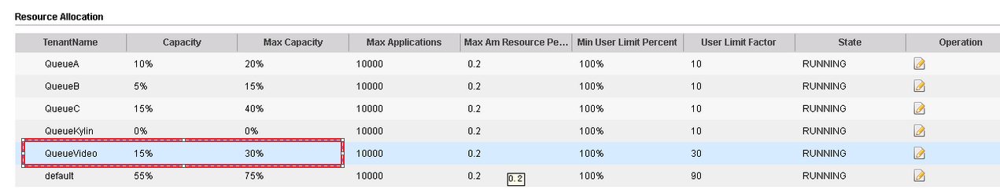 Resource Allocation
TenantName Capacity Max Capacity Max Applications Max Am Resource Pe... Min User Limit Percent User Limit Factor State Operation
QueueA 10% 20% 10000 0.2 100% 10 RUNNING
QueueB 5% 15% 10000 0.2 100% 10 RUNNING
QueueC 15% 40% 10000 0.2 100% 10 RUNNING
QueueKylin 0% 0% 10000 0.2 100% 10 RUNNING
QueueVideo 15% 30% 10000 0.2 100% 30 RUNNING
default 55% 75% 10000 0.2 100% 90 RUNNING
0.2